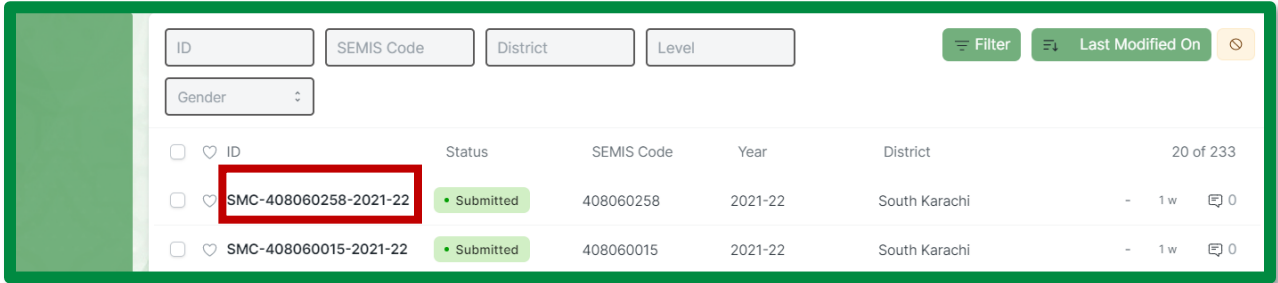 ID SEMIS Code District Level Filter Last Modified On
Gender
ID Status SEMIS Code Year District 20 of 233
SMC-408060258-2021-22 Submitted 408060258 2021-22 South Karachi - 1 w 0
SMC-408060015-2021-22 Submitted 408060015 2021-22 South Karachi - 1 w 0